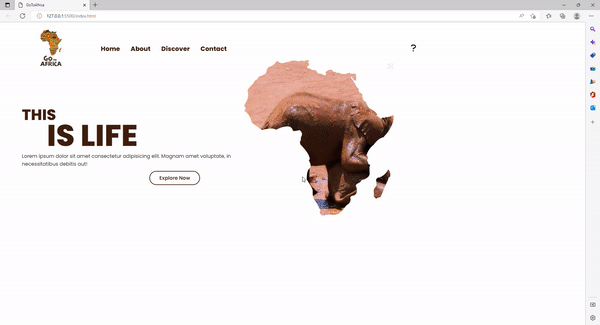 GoToAfrica
127.0.0.1:5500/index.html
GO TO
AFRICA
Home About Discover Contact
?
THIS
IS LIFE
Lorem ipsum dolor sit amet consectetur adipisicing elit. Magnam amet voluptate, in
necessitatibus debitis out!
Explore Now